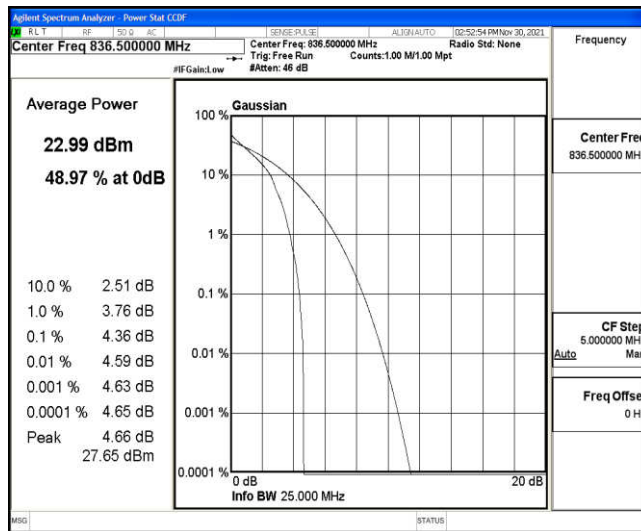 Agilent Spectrum Analyzer - Power Stat CCDF
RLT RF 50 Ω AC SENSE:PULSE ALIGN AUTO 02:52:54 PM Nov 30, 2021
Center Freq 836.500000 MHz
Center Freq: 836.500000 MHz Radio Std: None
Trig: Free Run Counts:1.00 M/1.00 Mpt
#IFGain:Low #Atten: 46 dB
Frequency
Average Power
22.99 dBm
48.97 % at 0dB
10.0 % 2.51 dB
1.0 % 3.76 dB
0.1 % 4.36 dB
0.01 % 4.59 dB
0.001 % 4.63 dB
0.0001 % 4.65 dB
Peak 4.66 dB
27.65 dBm
Gaussian
100 %
10 %
1 %
0.1 %
0.01 %
0.001 %
0.0001 %
0 dB 20 dB
Info BW 25.000 MHz
Center Freq
836.500000 MH
CF Step
5.000000 MH
Auto Ma
Freq Offse
0 H
MSG STATUS